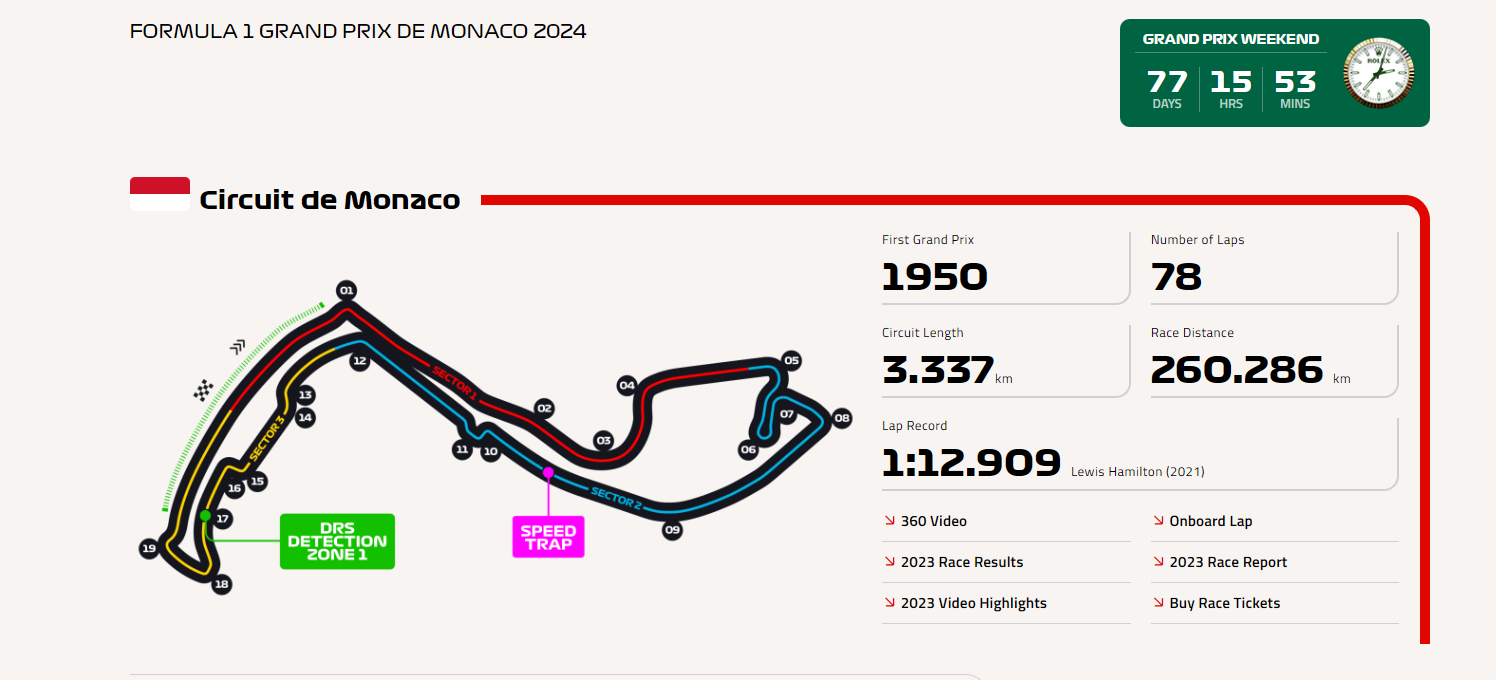 FORMULA 1 GRAND PRIX DE MONACO 2024
GRAND PRIX WEEKEND
77 15 53
DAYS HRS MINS
ROLEX
Circuit de Monaco
01
12
13
14
SECTOR 1
02
03
04
05
06
07
08
09
10
11
SECTOR 2
SECTOR 3
15
16
17
18
19
DRS
DETECTION
ZONE 1
SPEED
TRAP
First Grand Prix
1950
Number of Laps
78
Circuit Length
3.337 km
Race Distance
260.286 km
Lap Record
1:12.909 Lewis Hamilton (2021)
360 Video
Onboard Lap
2023 Race Results
2023 Race Report
2023 Video Highlights
Buy Race Tickets